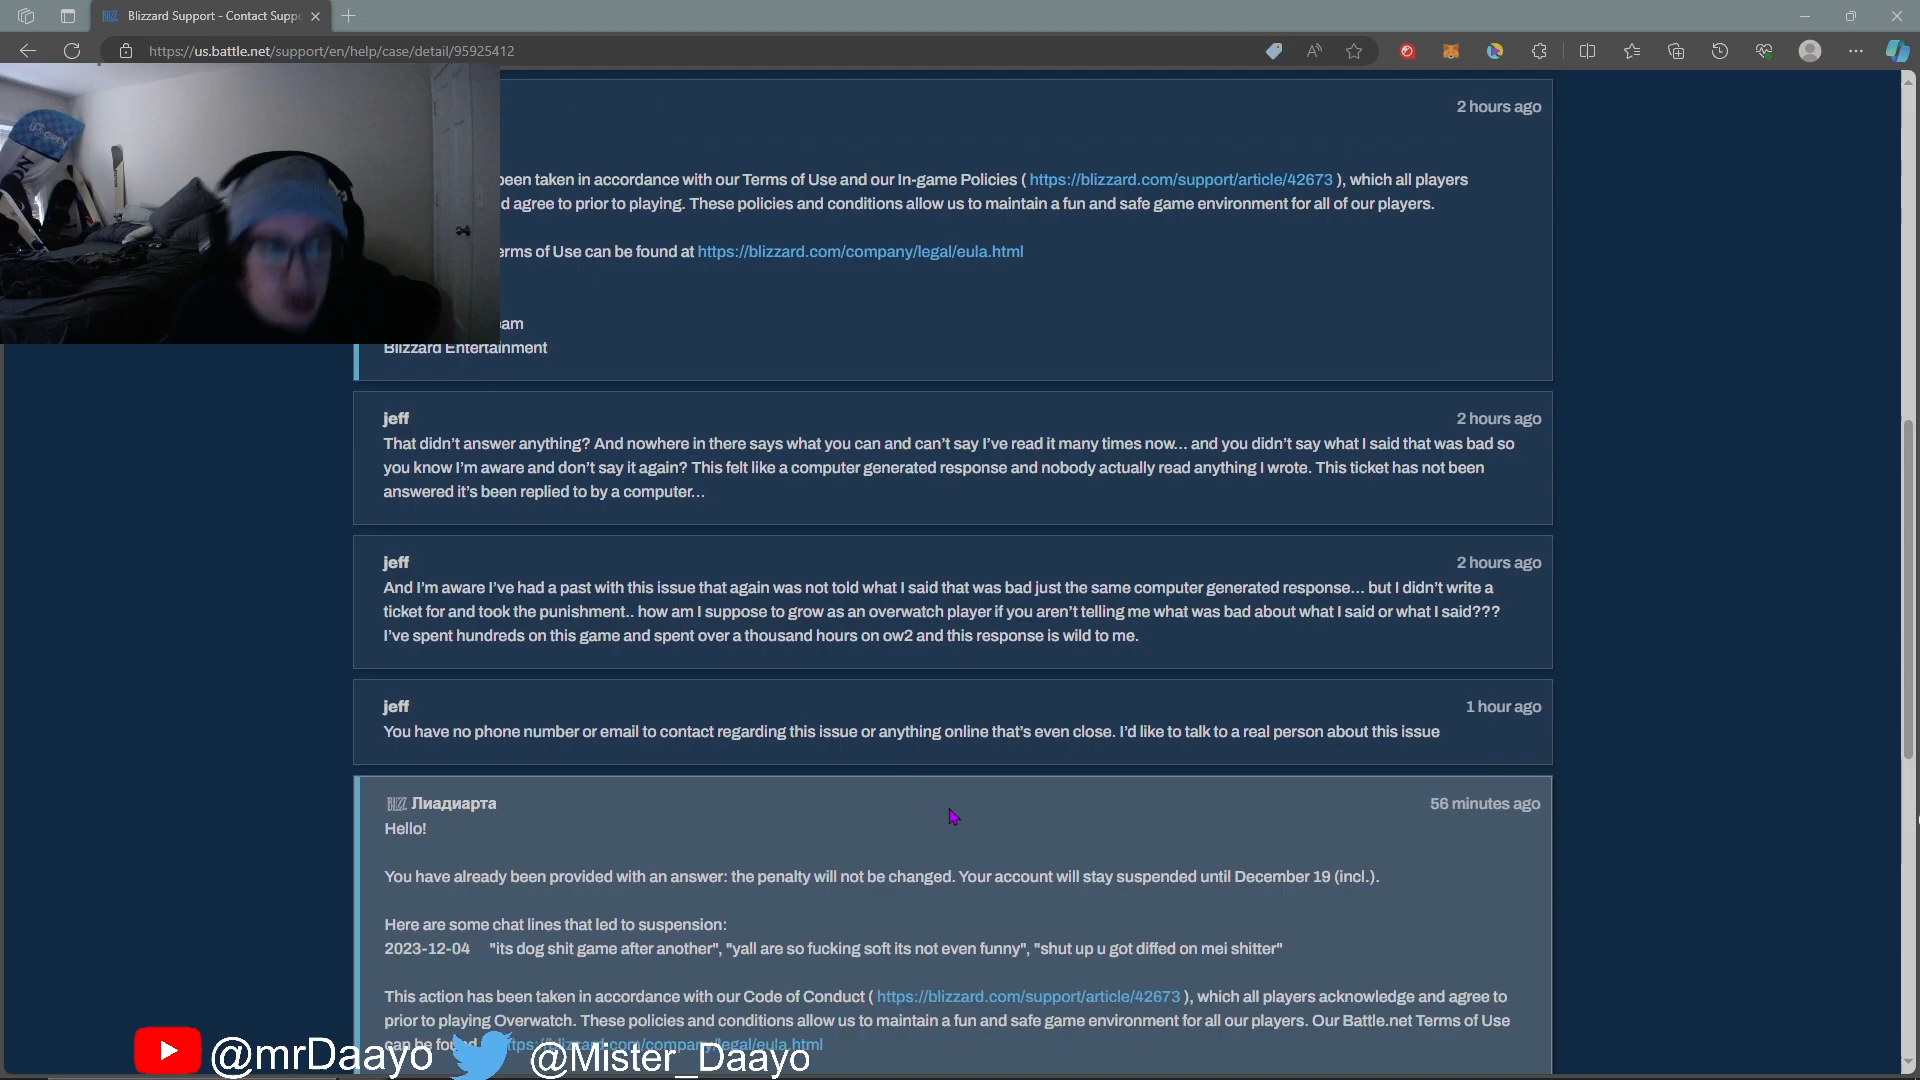 Blizzard Support - Contact Suppo
https://us.battle.net/support/en/help/case/detail/95925412
2 hours ago
been taken in accordance with our Terms of Use and our In-game Policies ( https://blizzard.com/support/article/42673 ), which all players
d agree to prior to playing. These policies and conditions allow us to maintain a fun and safe game environment for all of our players.
erms of Use can be found at https://blizzard.com/company/legal/eula.html
eam
Blizzard Entertainment
jeff
2 hours ago
That didn't answer anything? And nowhere in there says what you can and can't say I've read it many times now... and you didn't say what I said that was bad so
you know I'm aware and don't say it again? This felt like a computer generated response and nobody actually read anything I wrote. This ticket has not been
answered it's been replied to by a computer...
jeff
2 hours ago
And I'm aware I've had a past with this issue that again was not told what I said that was bad just the same computer generated response... but I didn't write a
ticket for and took the punishment.. how am I suppose to grow as an overwatch player if you aren't telling me what was bad about what I said or what I said???
I've spent hundreds on this game and spent over a thousand hours on ow2 and this response is wild to me.
jeff
1 hour ago
You have no phone number or email to contact regarding this issue or anything online that's even close. I'd like to talk to a real person about this issue
BLIZZ Лиадиарта
56 minutes ago
Hello!
You have already been provided with an answer: the penalty will not be changed. Your account will stay suspended until December 19 (incl.).
Here are some chat lines that led to suspension:
2023-12-04 "its dog shit game after another", "yall are so fucking soft its not even funny", "shut up u got diffed on mei shitter"
This action has been taken in accordance with our Code of Conduct ( https://blizzard.com/support/article/42673 ), which all players acknowledge and agree to
prior to playing Overwatch. These policies and conditions allow us to maintain a fun and safe game environment for all our players. Our Battle.net Terms of Use
can be found ttps://blizzard.com/company/legal/eula.html
@mrDaayo @Mister_Daayo